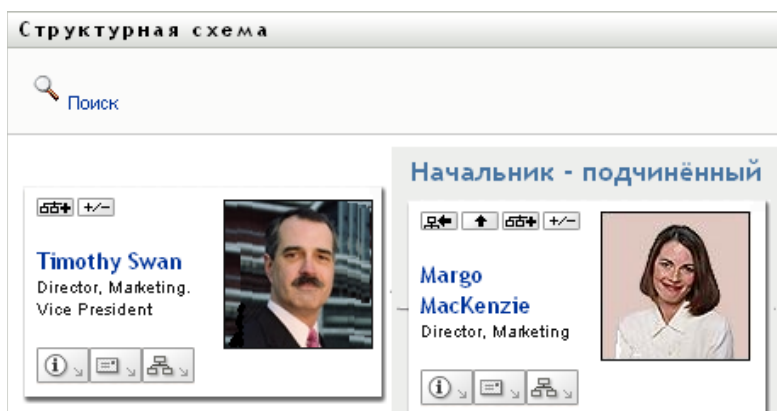 Структурная схема
Поиск
Начальник - подчинённый
+/-
Timothy Swan
Director, Marketing.
Vice President
+/-
Margo
MacKenzie
Director, Marketing